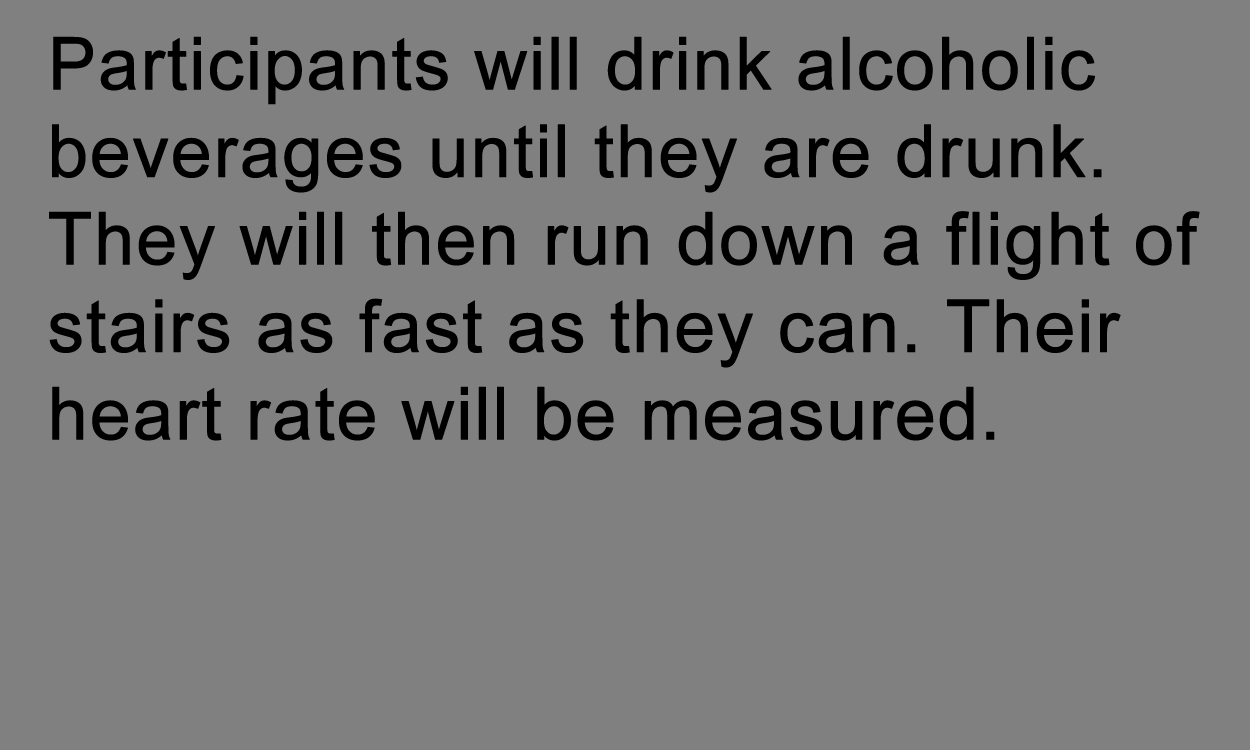 Participants will drink alcoholic
beverages until they are drunk.
They will then run down a flight of
stairs as fast as they can. Their
heart rate will be measured.